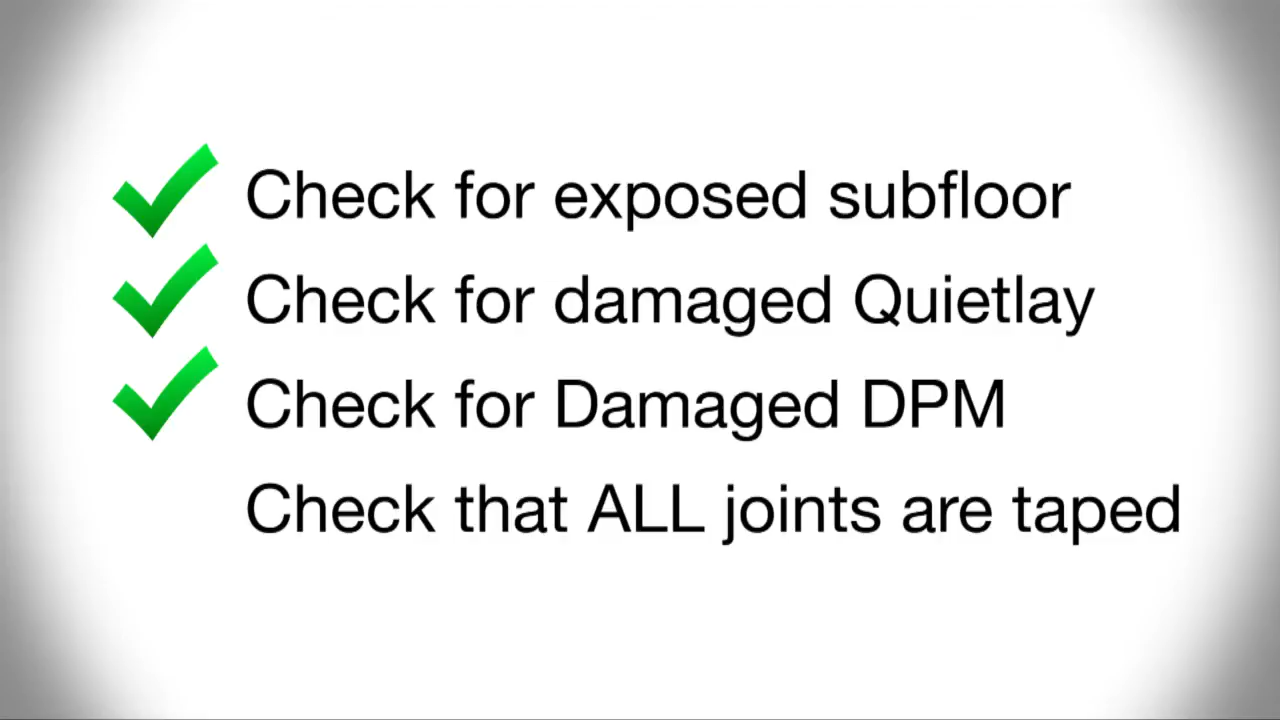 Check for exposed subfloor
Check for damaged Quietlay
Check for Damaged DPM
Check that ALL joints are taped